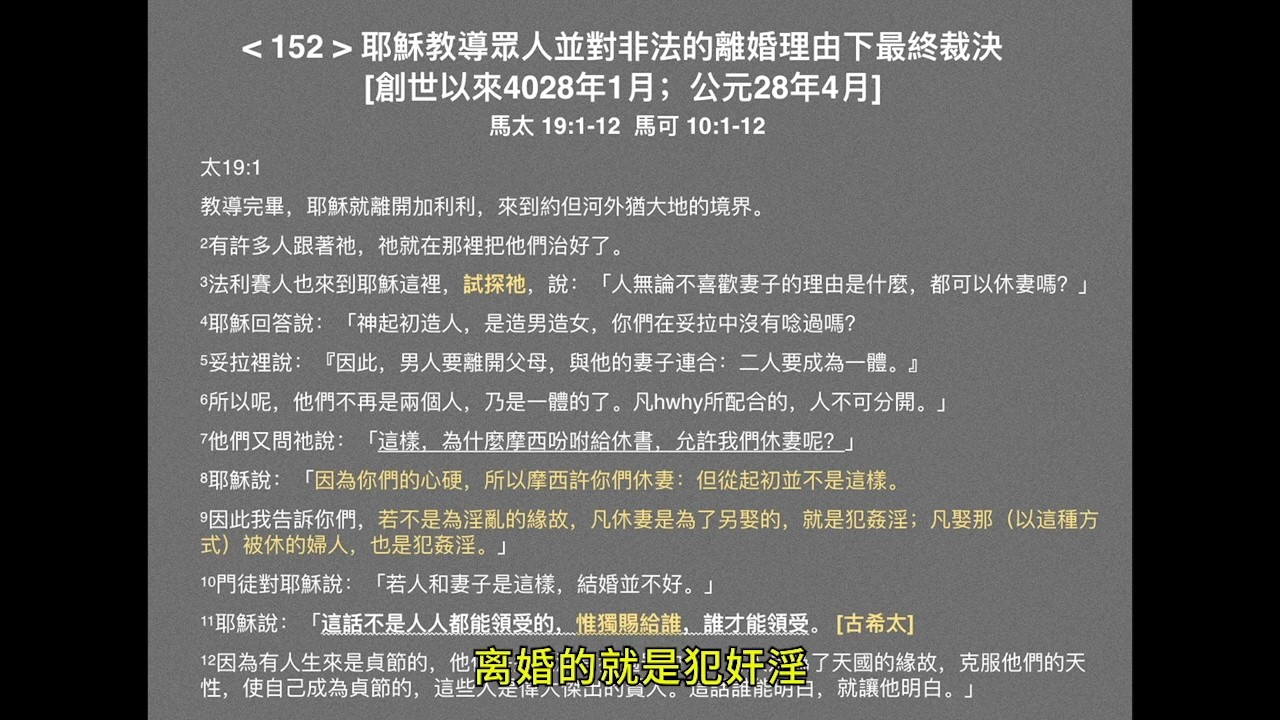 < 152 > 耶穌教導眾人並對非法的離婚理由下最終裁決
[創世以來4028年1月；公元28年4月]
馬太 19:1-12 馬可 10:1-12
太19:1
教導完畢，耶穌就離開加利利，來到約但河外猶大地的境界。
²有許多人跟著祂，祂就在那裡把他們治好了。
³法利賽人也來到耶穌這裡，試探祂，說：「人無論不喜歡妻子的理由是什麼，都可以休妻嗎？」
⁴耶穌回答說：「神起初造人，是造男造女，你們在妥拉中沒有唸過嗎？
⁵妥拉裡說：『因此，男人要離開父母，與他的妻子連合：二人要成為一體。』
⁶所以呢，他們不再是兩個人，乃是一體的了。凡hwhy所配合的，人不可分開。」
⁷他們又問祂說：「這樣，為什麼摩西吩咐給休書，允許我們休妻呢？」
⁸耶穌說：「因為你們的心硬，所以摩西許你們休妻：但從起初並不是這樣。
⁹因此我告訴你們，若不是為淫亂的緣故，凡休妻是為了另娶的，就是犯姦淫；凡娶那（以這種方
式）被休的婦人，也是犯姦淫。」
¹⁰門徒對耶穌說：「若人和妻子是這樣，結婚並不好。」
¹¹耶穌說：「這話不是人人都能領受的，惟獨賜給誰，誰才能領受。[古希太]
¹²因為有人生來是貞節的，他 了天國的緣故，克服他們的天
性，使自己成為貞節的，這些人是偉大傑出的貴人。這話誰能明白，就讓他明白。」
离婚的就是犯奸淫